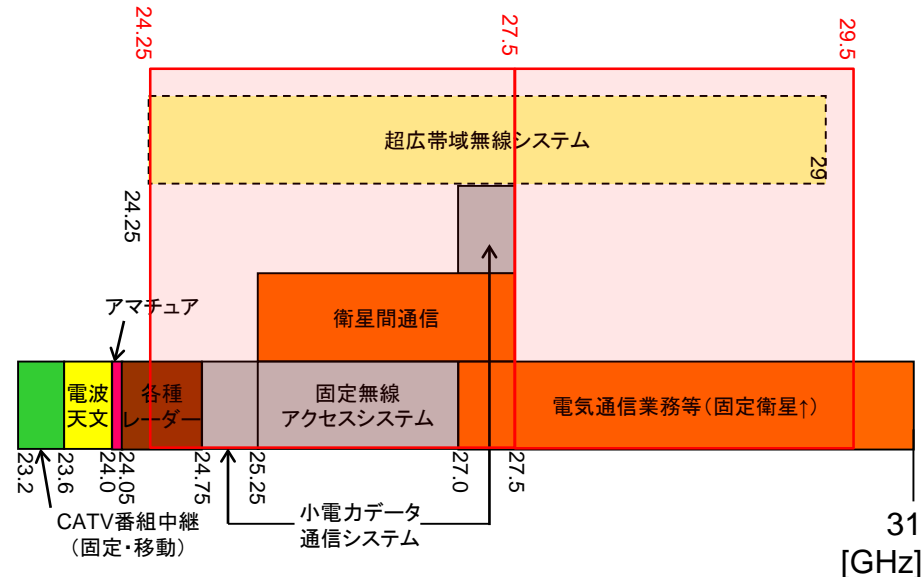 24.25
27.5
29.5
超広帯域無線システム
29
24.25
アマチュア
衛星間通信
電波
天文
各種
レーダー
固定無線
アクセスシステム
電気通信業務等(固定衛星↑)
23.2
23.6
24.0
24.05
24.75
25.25
27.0
27.5
CATV番組中継
(固定・移動)
小電力データ
通信システム
31
[GHz]